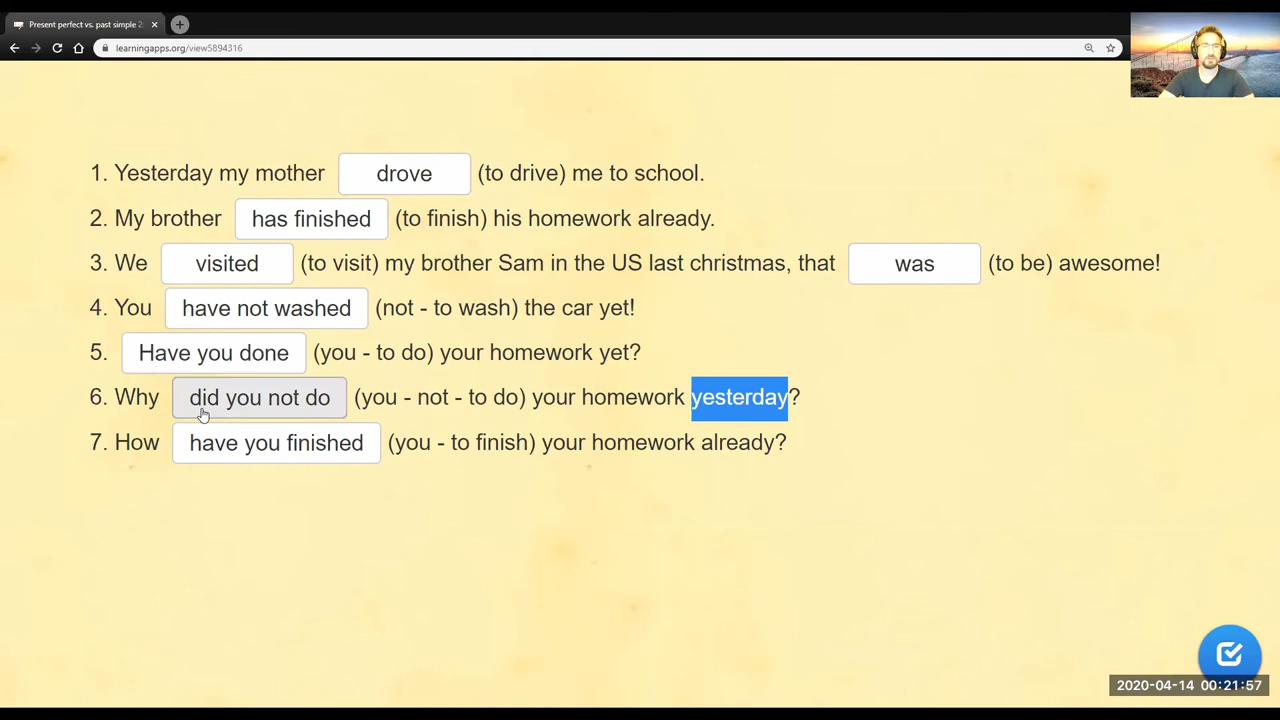 Present perfect vs. past simple 2
learningapps.org/view5894316
1. Yesterday my mother drove (to drive) me to school.
2. My brother has finished (to finish) his homework already.
3. We visited (to visit) my brother Sam in the US last christmas, that was (to be) awesome!
4. You have not washed (not - to wash) the car yet!
5. Have you done (you - to do) your homework yet?
6. Why did you not do (you - not - to do) your homework yesterday?
7. How have you finished (you - to finish) your homework already?
2020-04-14 00:21:57